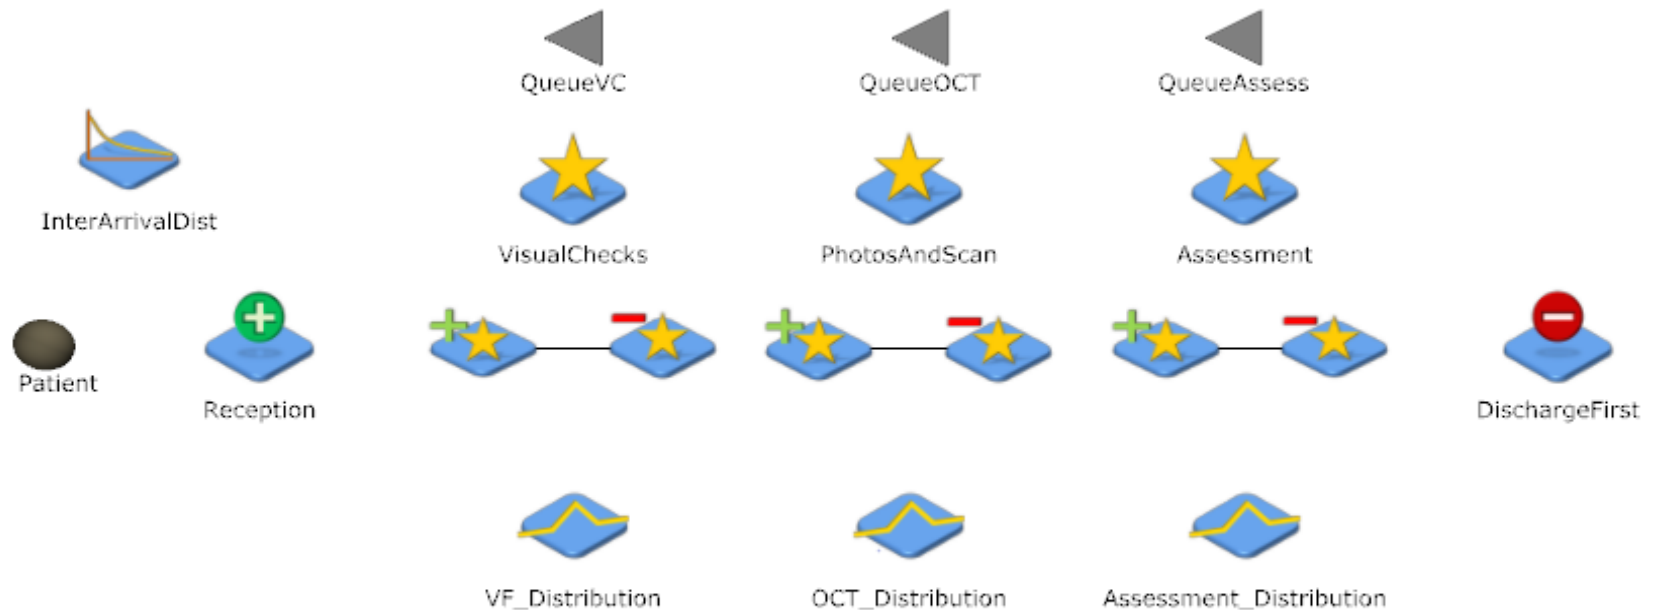 QueueVC
QueueOCT
QueueAssess
InterArrivalDist
VisualChecks
PhotosAndScan
Assessment
Patient
Reception
DischargeFirst
VF_Distribution
OCT_Distribution
Assessment_Distribution